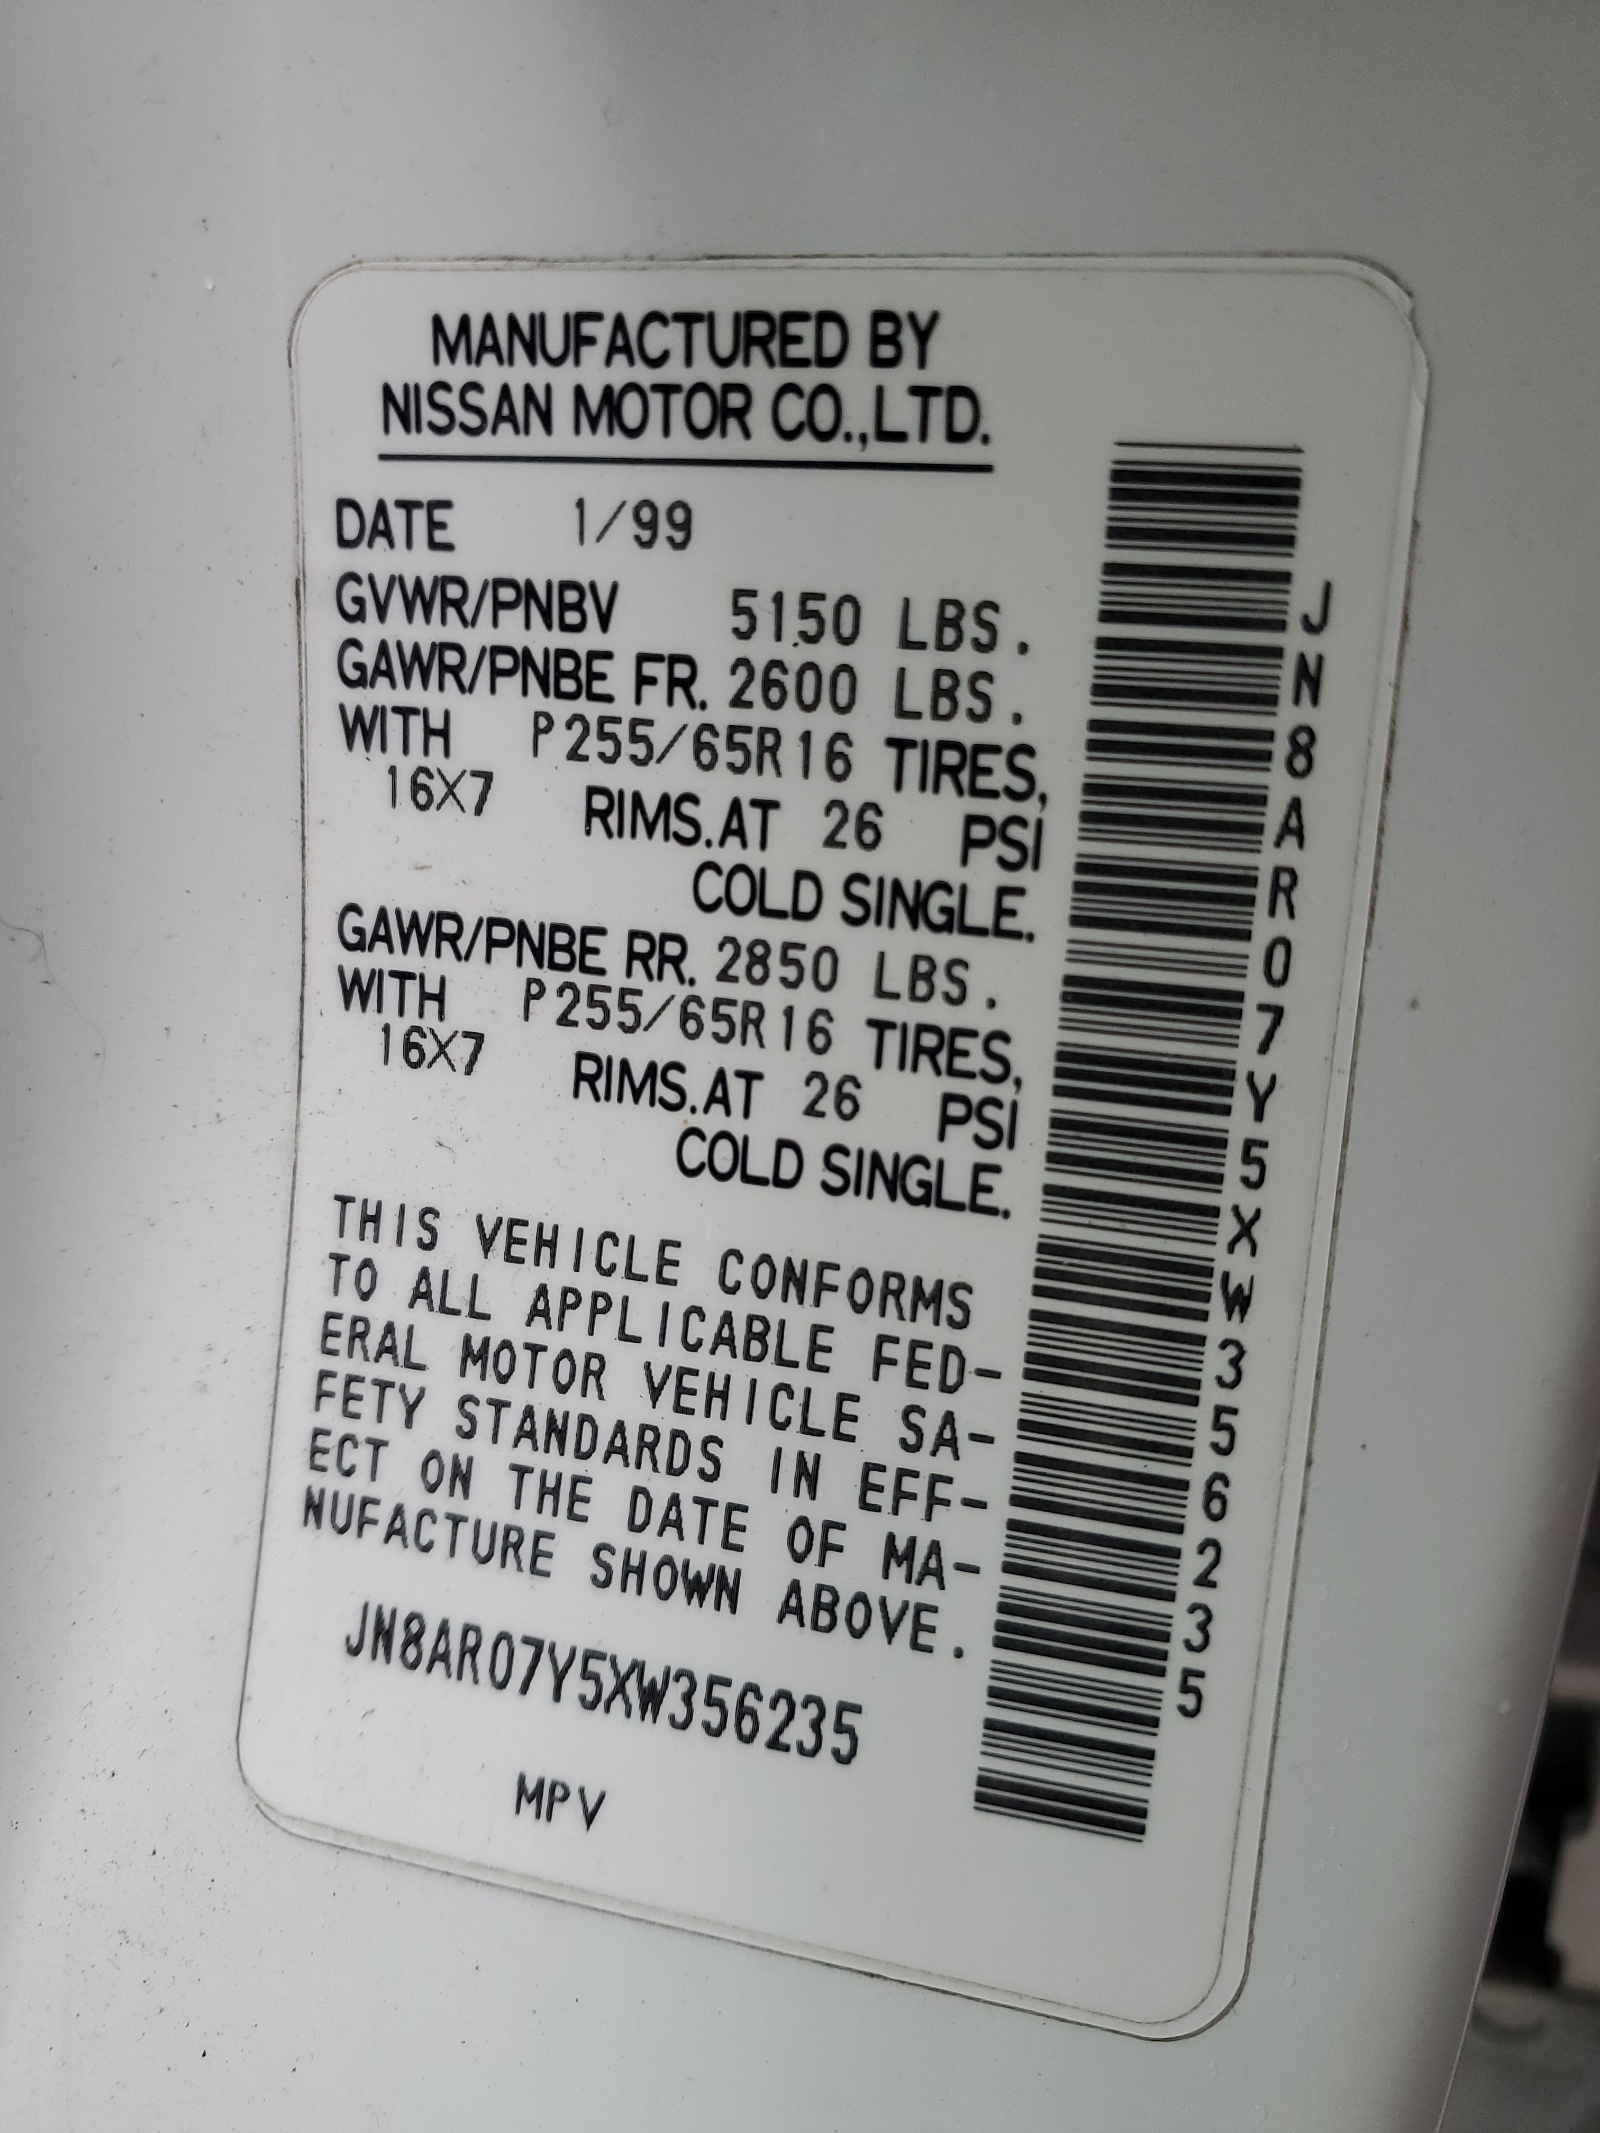 MANUFACTURED BY
NISSAN MOTOR CO.,LTD.
DATE 1/99
GVWR/PNBV 5150 LBS.
GAWR/PNBE FR. 2600 LBS.
WITH P255/65R16 TIRES,
16X7 RIMS.AT 26 PSI
COLD SINGLE.
GAWR/PNBE RR. 2850 LBS.
WITH P255/65R16 TIRES,
16X7 RIMS.AT 26 PSI
COLD SINGLE.
THIS VEHICLE CONFORMS
TO ALL APPLICABLE FED-
ERAL MOTOR VEHICLE SA-
FETY STANDARDS IN EFF-
ECT ON THE DATE OF MA-
NUFACTURE SHOWN ABOVE.
JN8AR07Y5XW356235
MPV
JN8AR07Y5XW356235